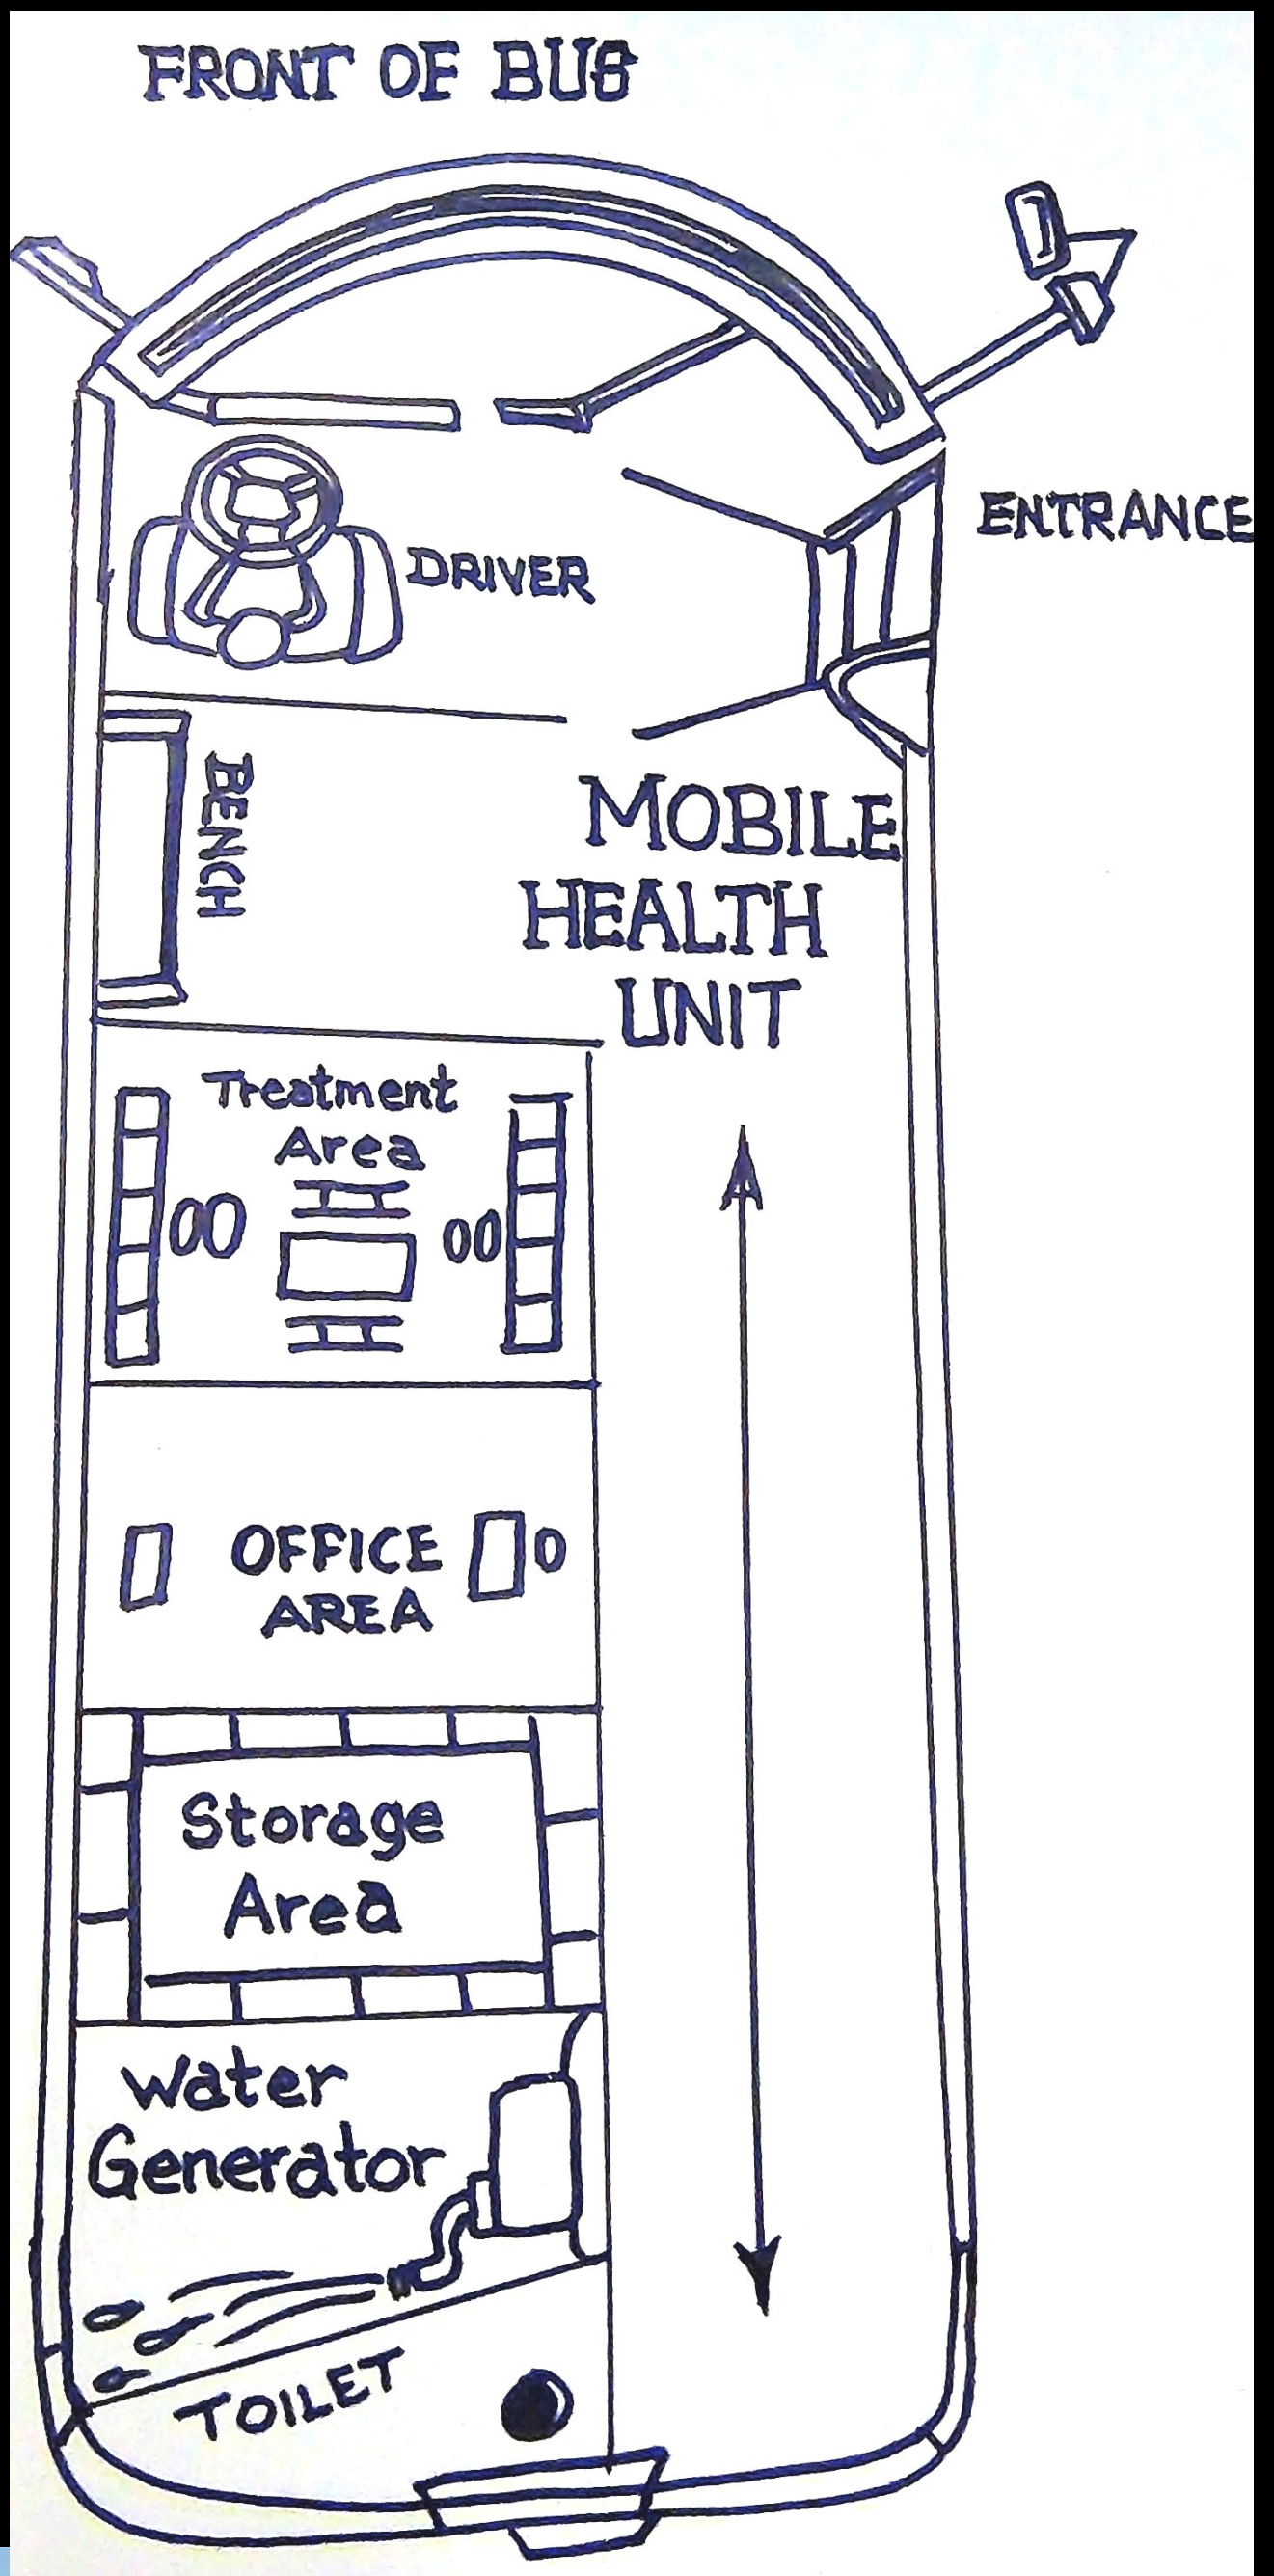 FRONT OF BUS
ENTRANCE
DRIVER
BENCH
MOBILE
HEALTH
UNIT
Treatment
Area
OFFICE
AREA
Storage
Area
Water
Generator
TOILET